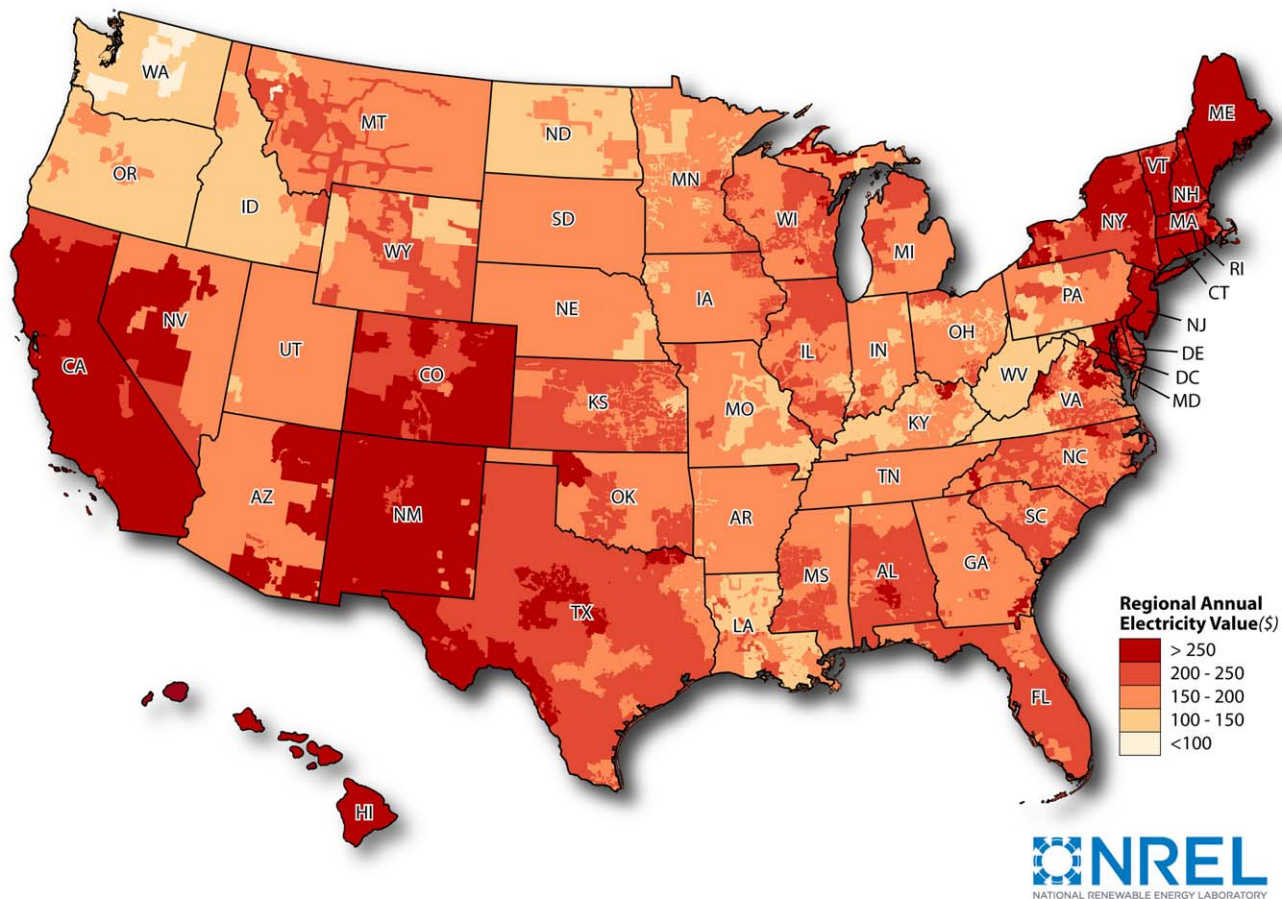 WA
MT
ND
OR
ID
MN
SD
WY
WI
MI
ME
VT
NH
NY
MA
RI
CT
NV
CA
UT
CO
NE
IA
IL
IN
OH
PA
NJ
DE
DC
MD
WV
VA
KS
MO
KY
AZ
NM
OK
AR
TN
NC
SC
TX
LA
MS
AL
GA
FL
HI
Regional Annual
Electricity Value($)
> 250
200 - 250
150 - 200
100 - 150
<100
NREL
NATIONAL RENEWABLE ENERGY LABORATORY